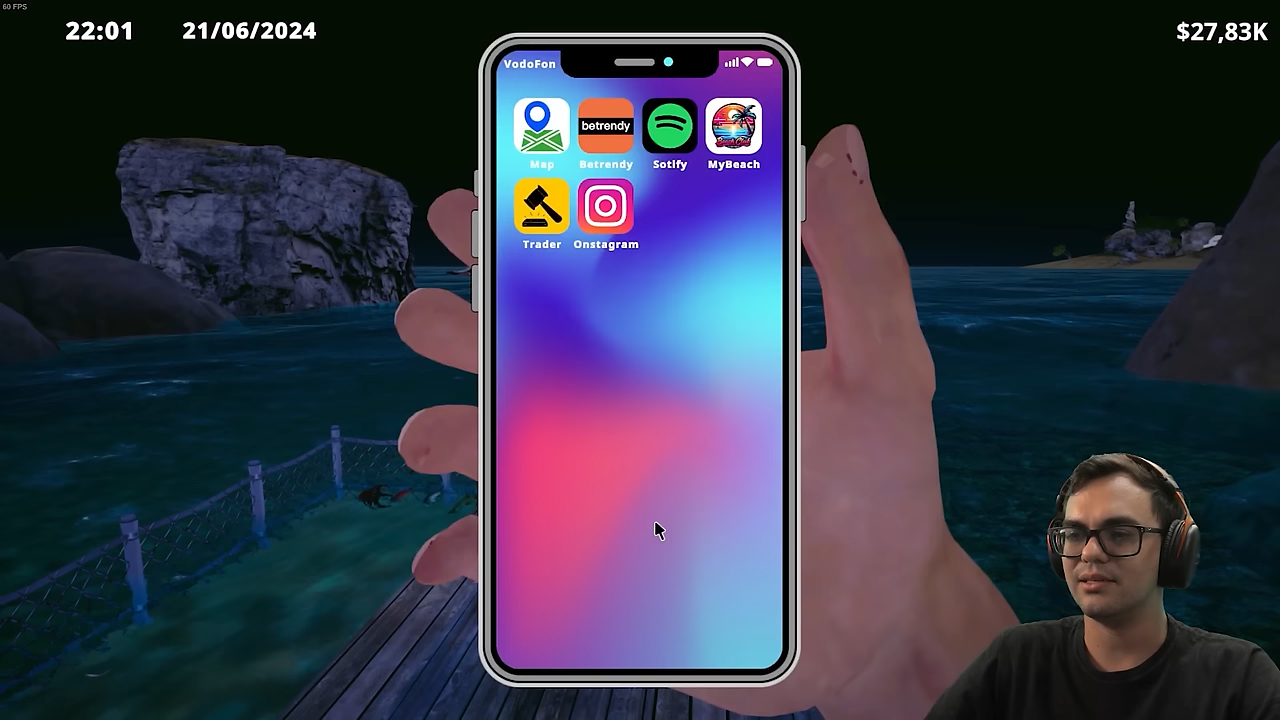 60 FPS
22:01 21/06/2024 $27,83K
VodoFon
betrendy
Map Betrendy Sotify MyBeach
Trader Onstagram